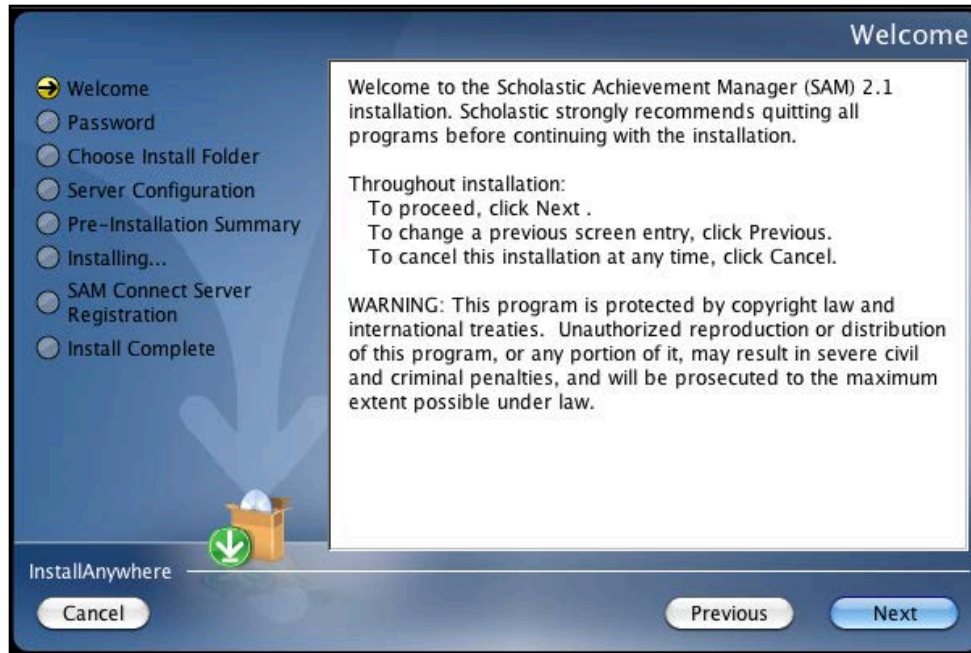 Welcome
Welcome
Password
Choose Install Folder
Server Configuration
Pre-Installation Summary
Installing...
SAM Connect Server
Registration
Install Complete
Welcome to the Scholastic Achievement Manager (SAM) 2.1
installation. Scholastic strongly recommends quitting all
programs before continuing with the installation.
Throughout installation:
To proceed, click Next .
To change a previous screen entry, click Previous.
To cancel this installation at any time, click Cancel.
WARNING: This program is protected by copyright law and
international treaties.  Unauthorized reproduction or distribution
of this program, or any portion of it, may result in severe civil
and criminal penalties, and will be prosecuted to the maximum
extent possible under law.
InstallAnywhere
Cancel
Previous
Next